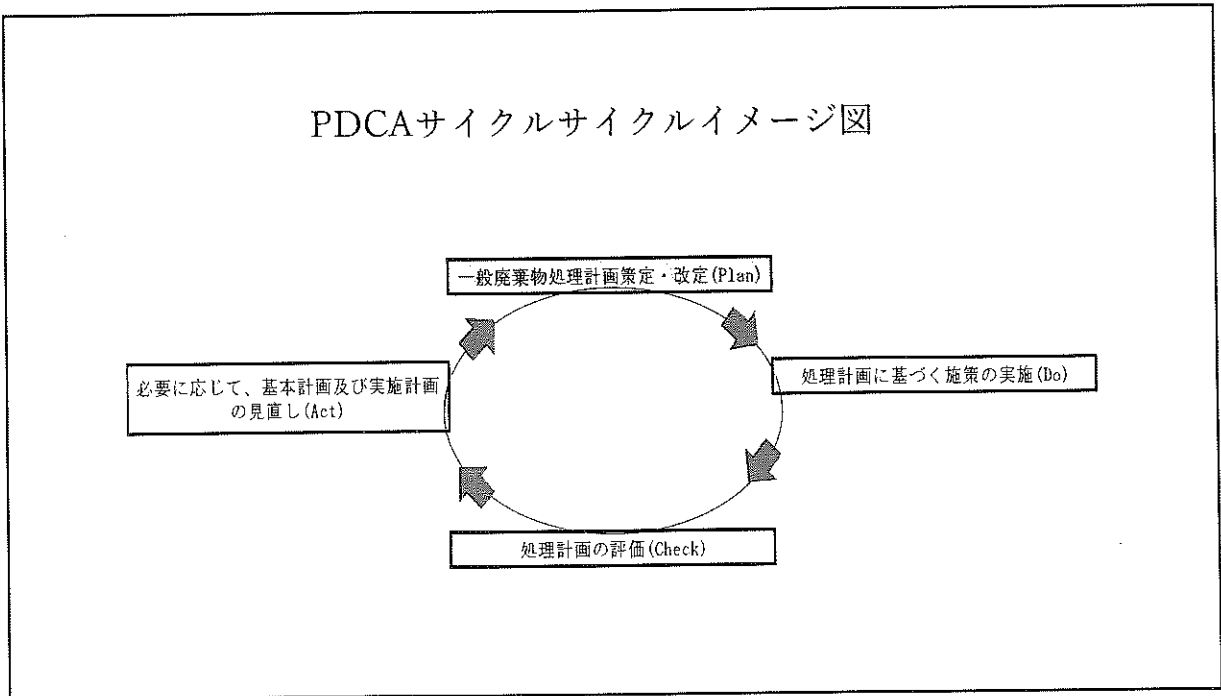 PDCAサイクルサイクルイメージ図
一般廃棄物処理計画策定・改定(Plan)
処理計画に基づく施策の実施(Do)
必要に応じて、基本計画及び実施計画
の見直し(Act)
処理計画の評価(Check)